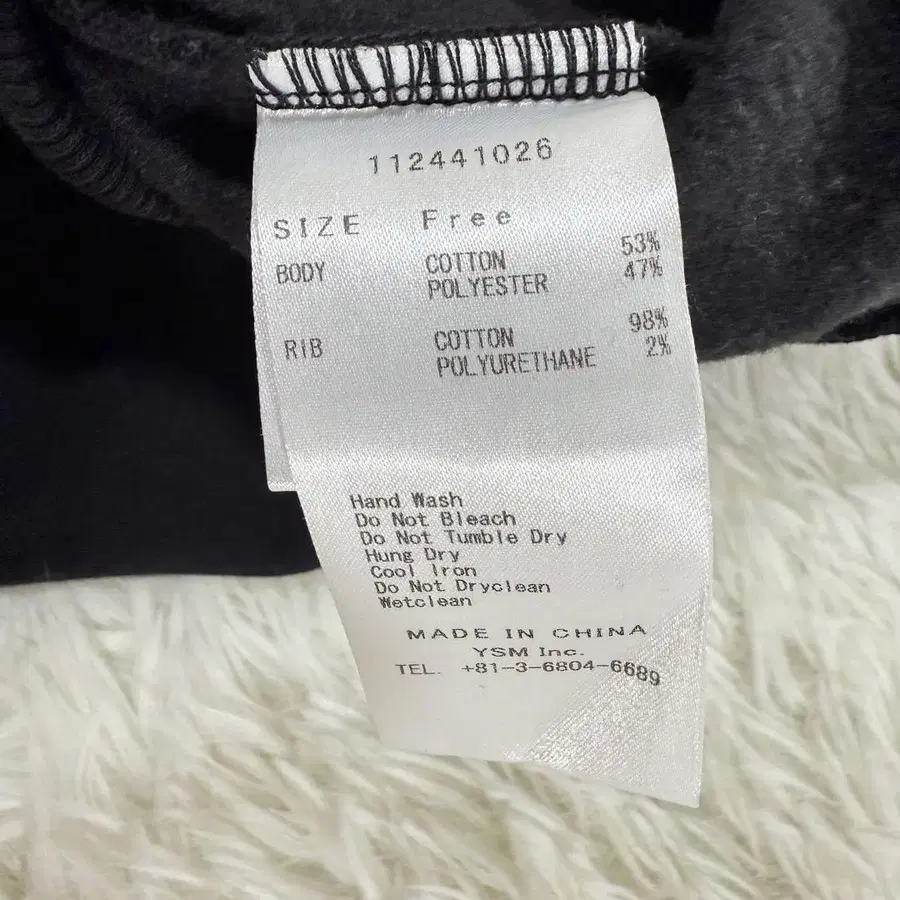 112441026
SIZE Free
BODY COTTON 53%
POLYESTER 47%
RIB COTTON 98%
POLYURETHANE 2%
Hand Wash
Do Not Bleach
Do Not Tumble Dry
Hung Dry
Cool Iron
Do Not Dryclean
Wetclean
MADE IN CHINA
YSM Inc.
TEL. +81-3-6804-6689